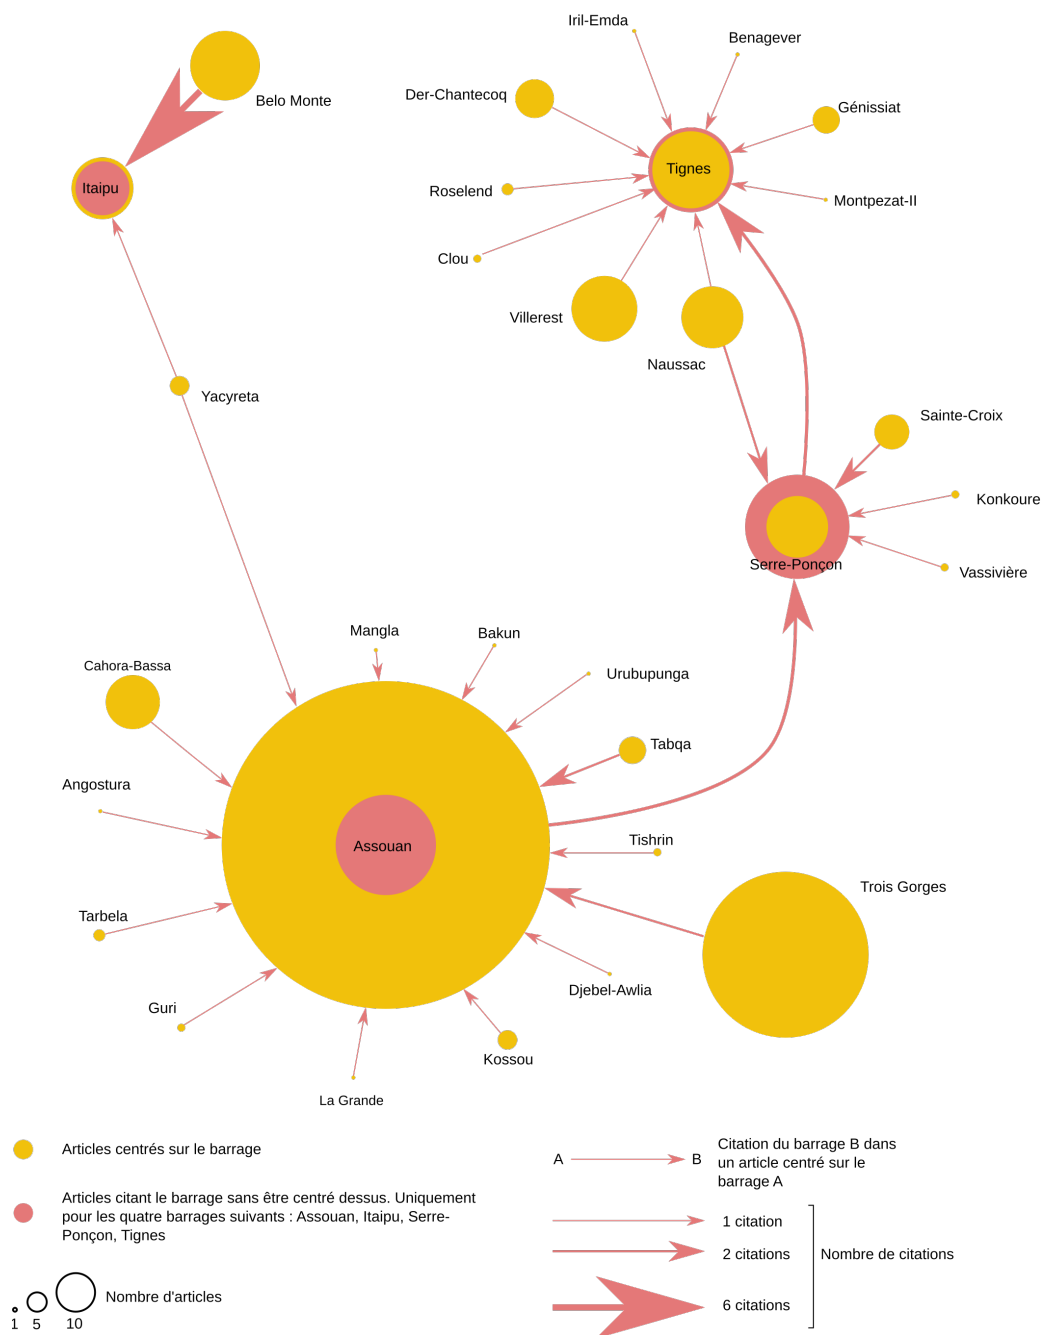 Iril-Emda
Benagever
Belo Monte
Der-Chantecoq
Génissiat
Tignes
Itaipu
Roselend
Montpezat-II
Clou
Villerest
Naussac
Yacyreta
Sainte-Croix
Konkoure
Serre-Ponçon
Vassivière
Mangla
Bakun
Cahora-Bassa
Urubupunga
Tabqa
Angostura
Assouan
Tishrin
Trois Gorges
Tarbela
Djebel-Awlia
Guri
Kossou
La Grande
Articles centrés sur le barrage
Articles citant le barrage sans être centré dessus. Uniquement
pour les quatre barrages suivants : Assouan, Itaipu, Serre-
Ponçon, Tignes
1 5 10
Nombre d'articles
A B
Citation du barrage B dans
un article centré sur le
barrage A
1 citation
2 citations
6 citations
Nombre de citations